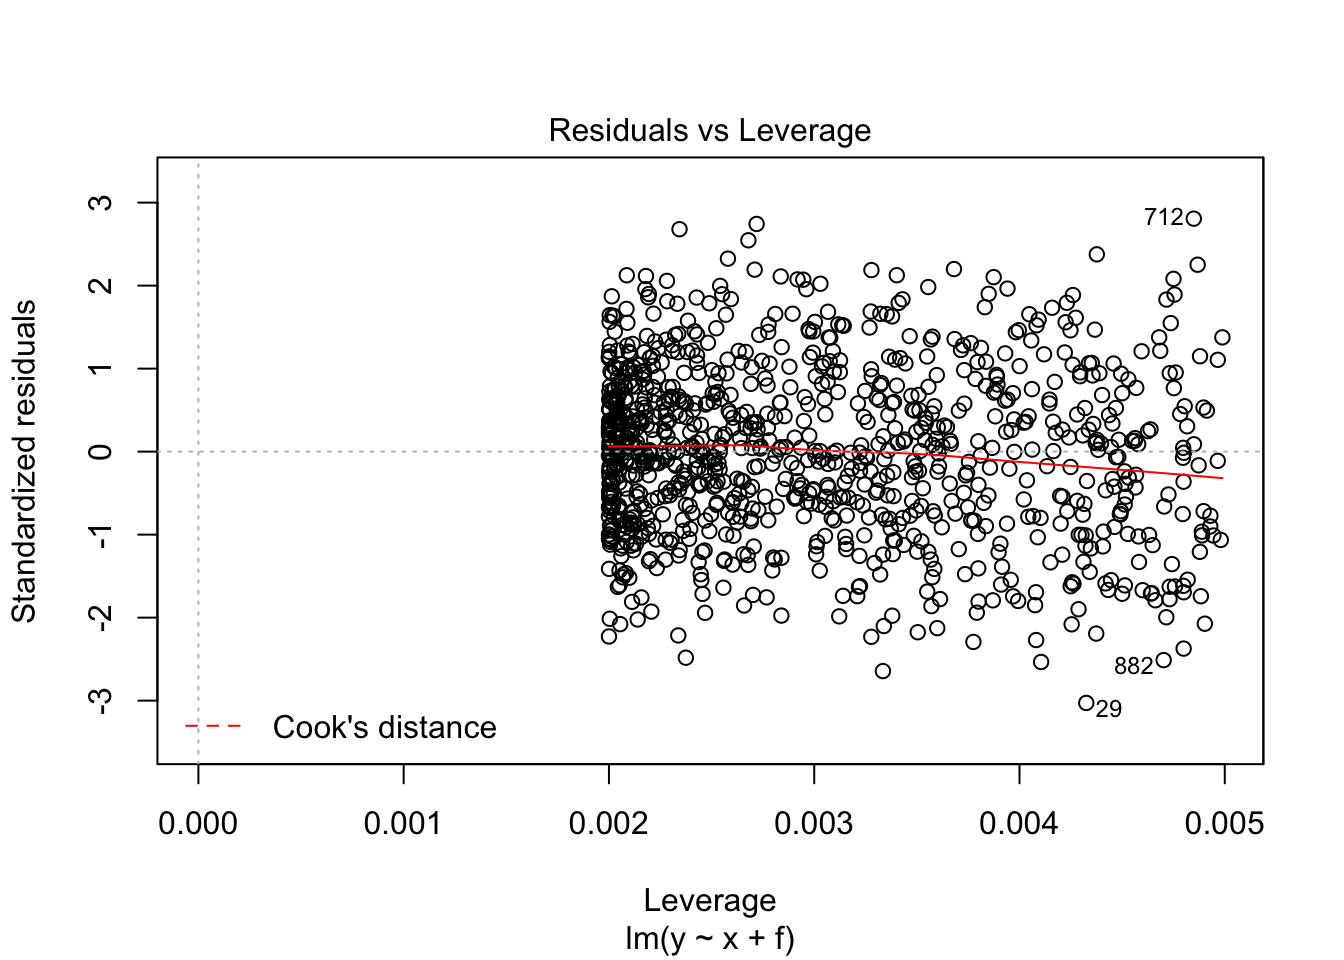 Residuals vs Leverage
Standardized residuals
3
2
1
0
-1
-2
-3
712
882
29
Cook's distance
0.000 0.001 0.002 0.003 0.004 0.005
Leverage
lm(y ~ x + f)